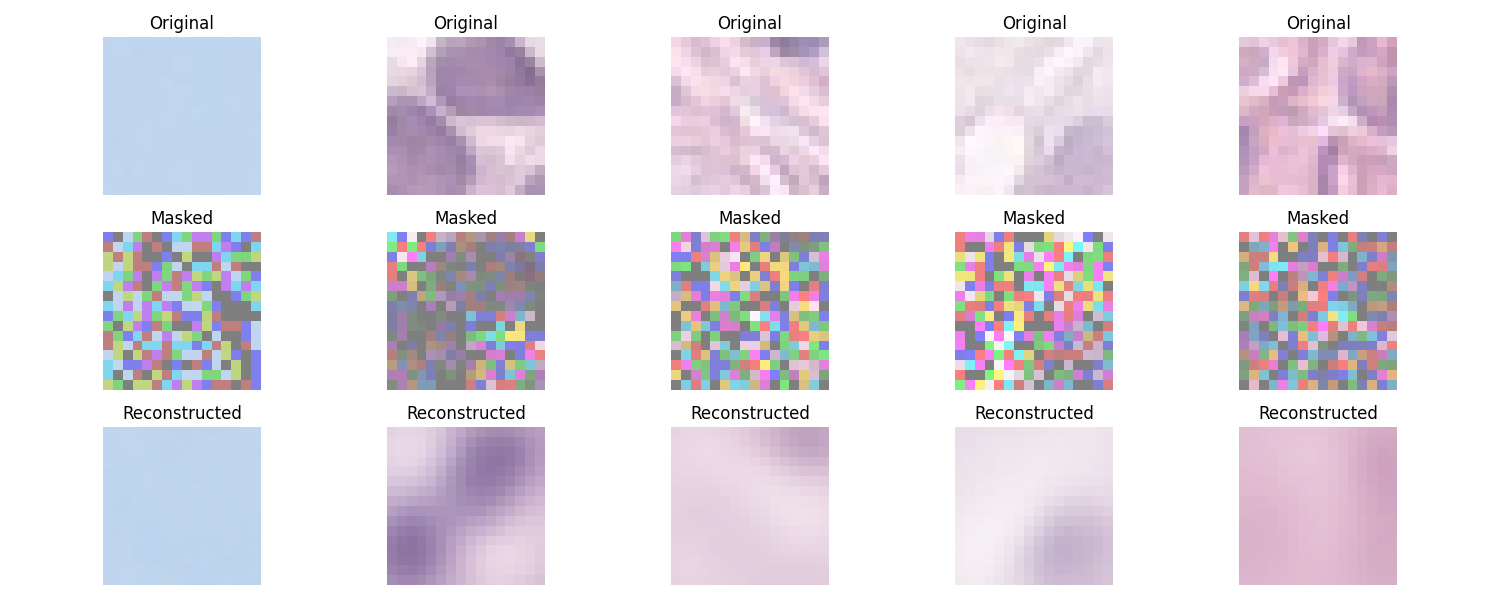 Original Original Original Original Original
Masked Masked Masked Masked Masked
Reconstructed Reconstructed Reconstructed Reconstructed Reconstructed